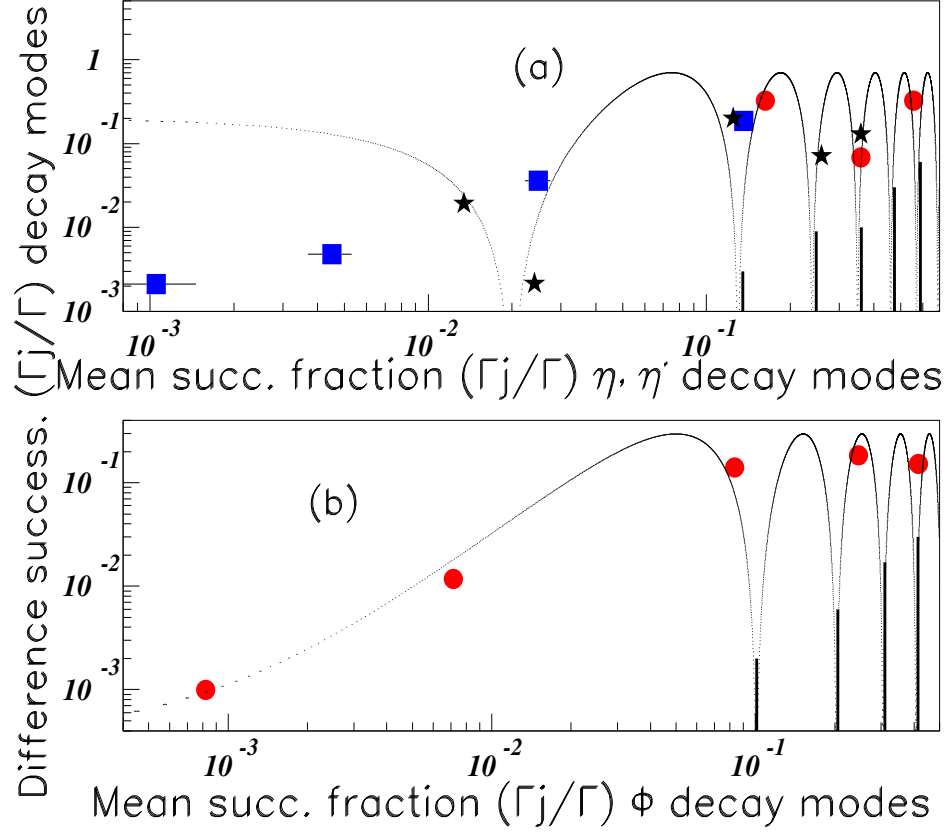 Difference success. (Γj/Γ) decay modes
(a)
1
10 -1
10 -2
10 -3
10 -3
10 -2
10 -1
Mean succ. fraction (Γj/Γ) η, η' decay modes
(b)
10 -1
10 -2
10 -3
10 -3
10 -2
10 -1
Mean succ. fraction (Γj/Γ) Φ decay modes